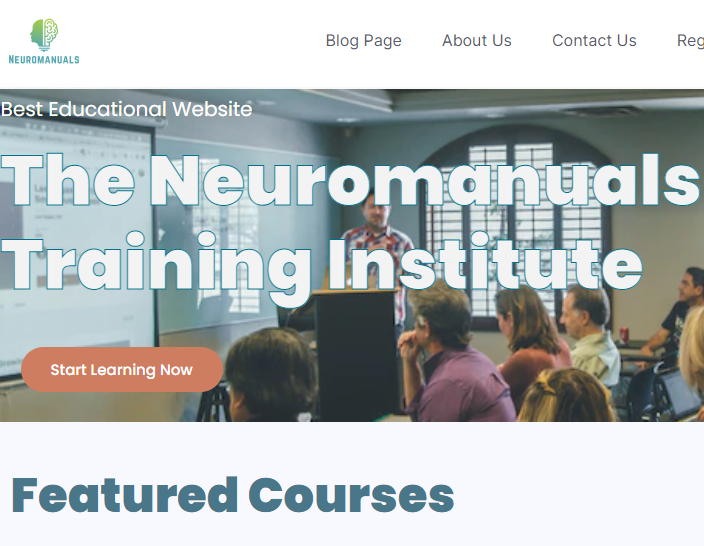 NEUROMANUALS
Blog Page
About Us
Contact Us
Reg
Best Educational Website
The Neuromanuals
Training Institute
Start Learning Now
Featured Courses